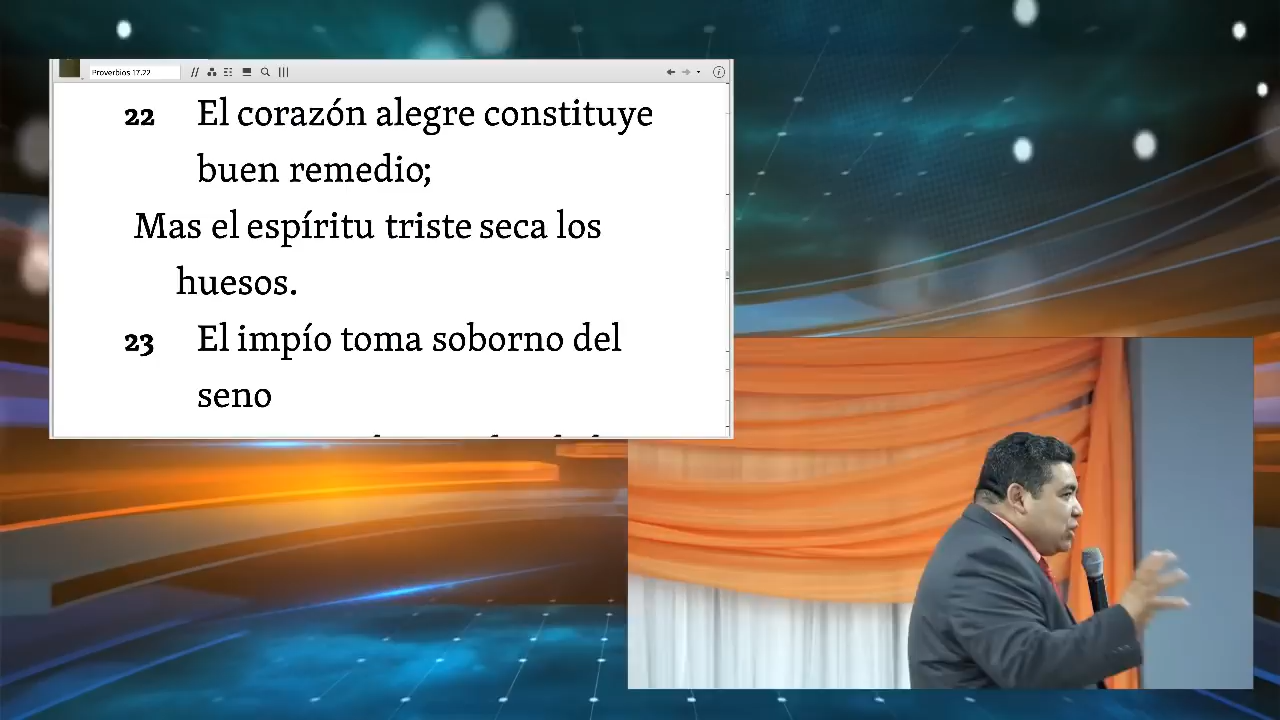 Proverbios 17.22
22 El corazón alegre constituye
buen remedio;
Mas el espíritu triste seca los
huesos.
23 El impío toma soborno del
seno